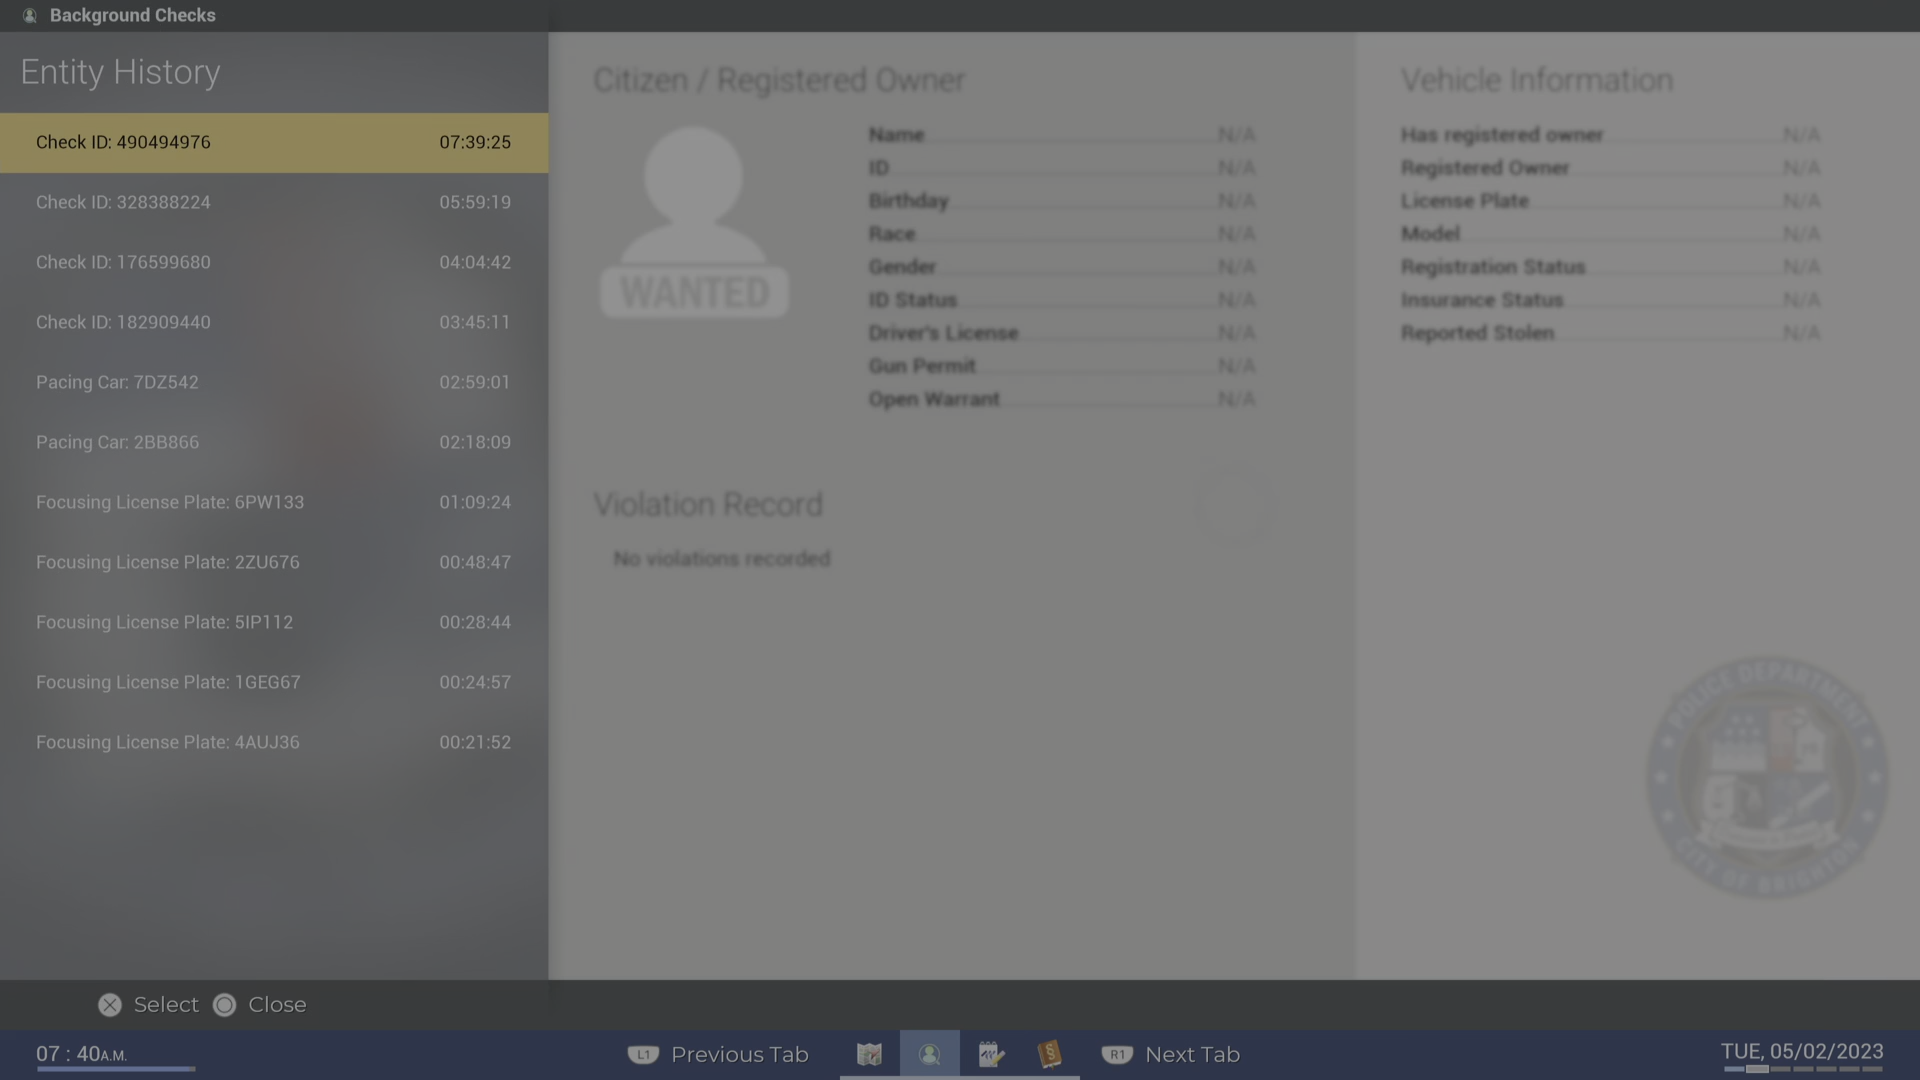 Background Checks
Entity History
Check ID: 490494976 07:39:25
Check ID: 328388224 05:59:19
Check ID: 176599680 04:04:42
Check ID: 182909440 03:45:11
Pacing Car: 7DZ542 02:59:01
Pacing Car: 2BB866 02:18:09
Focusing License Plate: 6PW133 01:09:24
Focusing License Plate: 2ZU676 00:48:47
Focusing License Plate: 5IP112 00:28:44
Focusing License Plate: 1GEG67 00:24:57
Focusing License Plate: 4AUJ36 00:21:52
Citizen / Registered Owner
WANTED
Name N/A
ID N/A
Birthday N/A
Race N/A
Gender N/A
ID Status N/A
Driver's License N/A
Gun Permit N/A
Open Warrant N/A
Violation Record
No violations recorded
Vehicle Information
Has registered owner N/A
Registered Owner N/A
License Plate N/A
Model N/A
Registration Status N/A
Insurance Status N/A
Reported Stolen N/A
POLICE DEPARTMENT
CITY OF BRIGHTON
Select Close
07 : 40 A.M.
L1 Previous Tab
R1 Next Tab
TUE, 05/02/2023